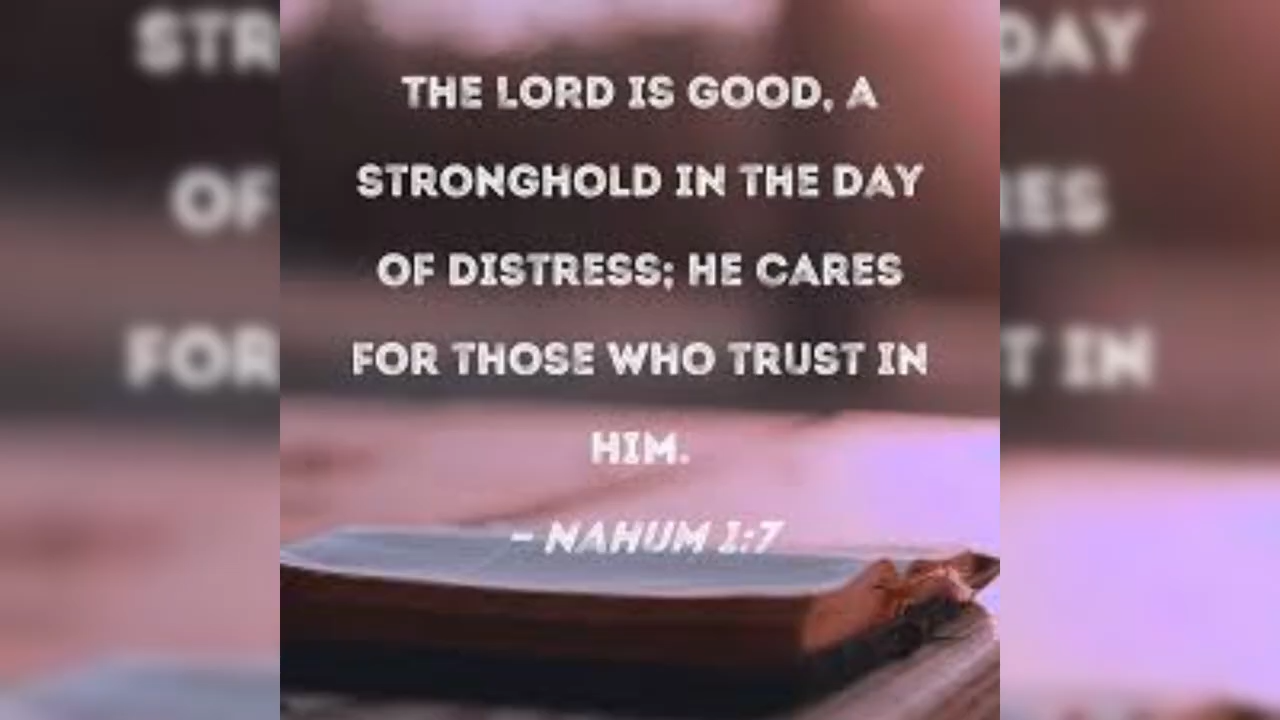 THE LORD IS GOOD, A
STRONGHOLD IN THE DAY
OF DISTRESS; HE CARES
FOR THOSE WHO TRUST IN
HIM.
– NAHUM 1:7